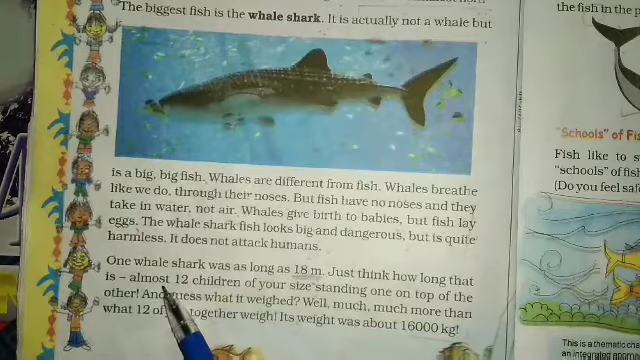 The biggest fish is the whale shark. It is actually not a whale but
is a big, big fish. Whales are different from fish. Whales breathe
like we do, through their noses. But fish have no noses and they
take in water, not air. Whales give birth to babies, but fish lay
eggs. The whale shark fish looks big and dangerous, but is quite
harmless. It does not attack humans.
One whale shark was as long as 18 m. Just think how long that
is – almost 12 children of your size standing one on top of the
other! And guess what it weighed? Well, much, much more than
what 12 of together weigh! Its weight was about 16000 kg!
the fish in the
"Schools" of
Fish like to
"schools" of
(Do you feel
This is a thematic
an integrated